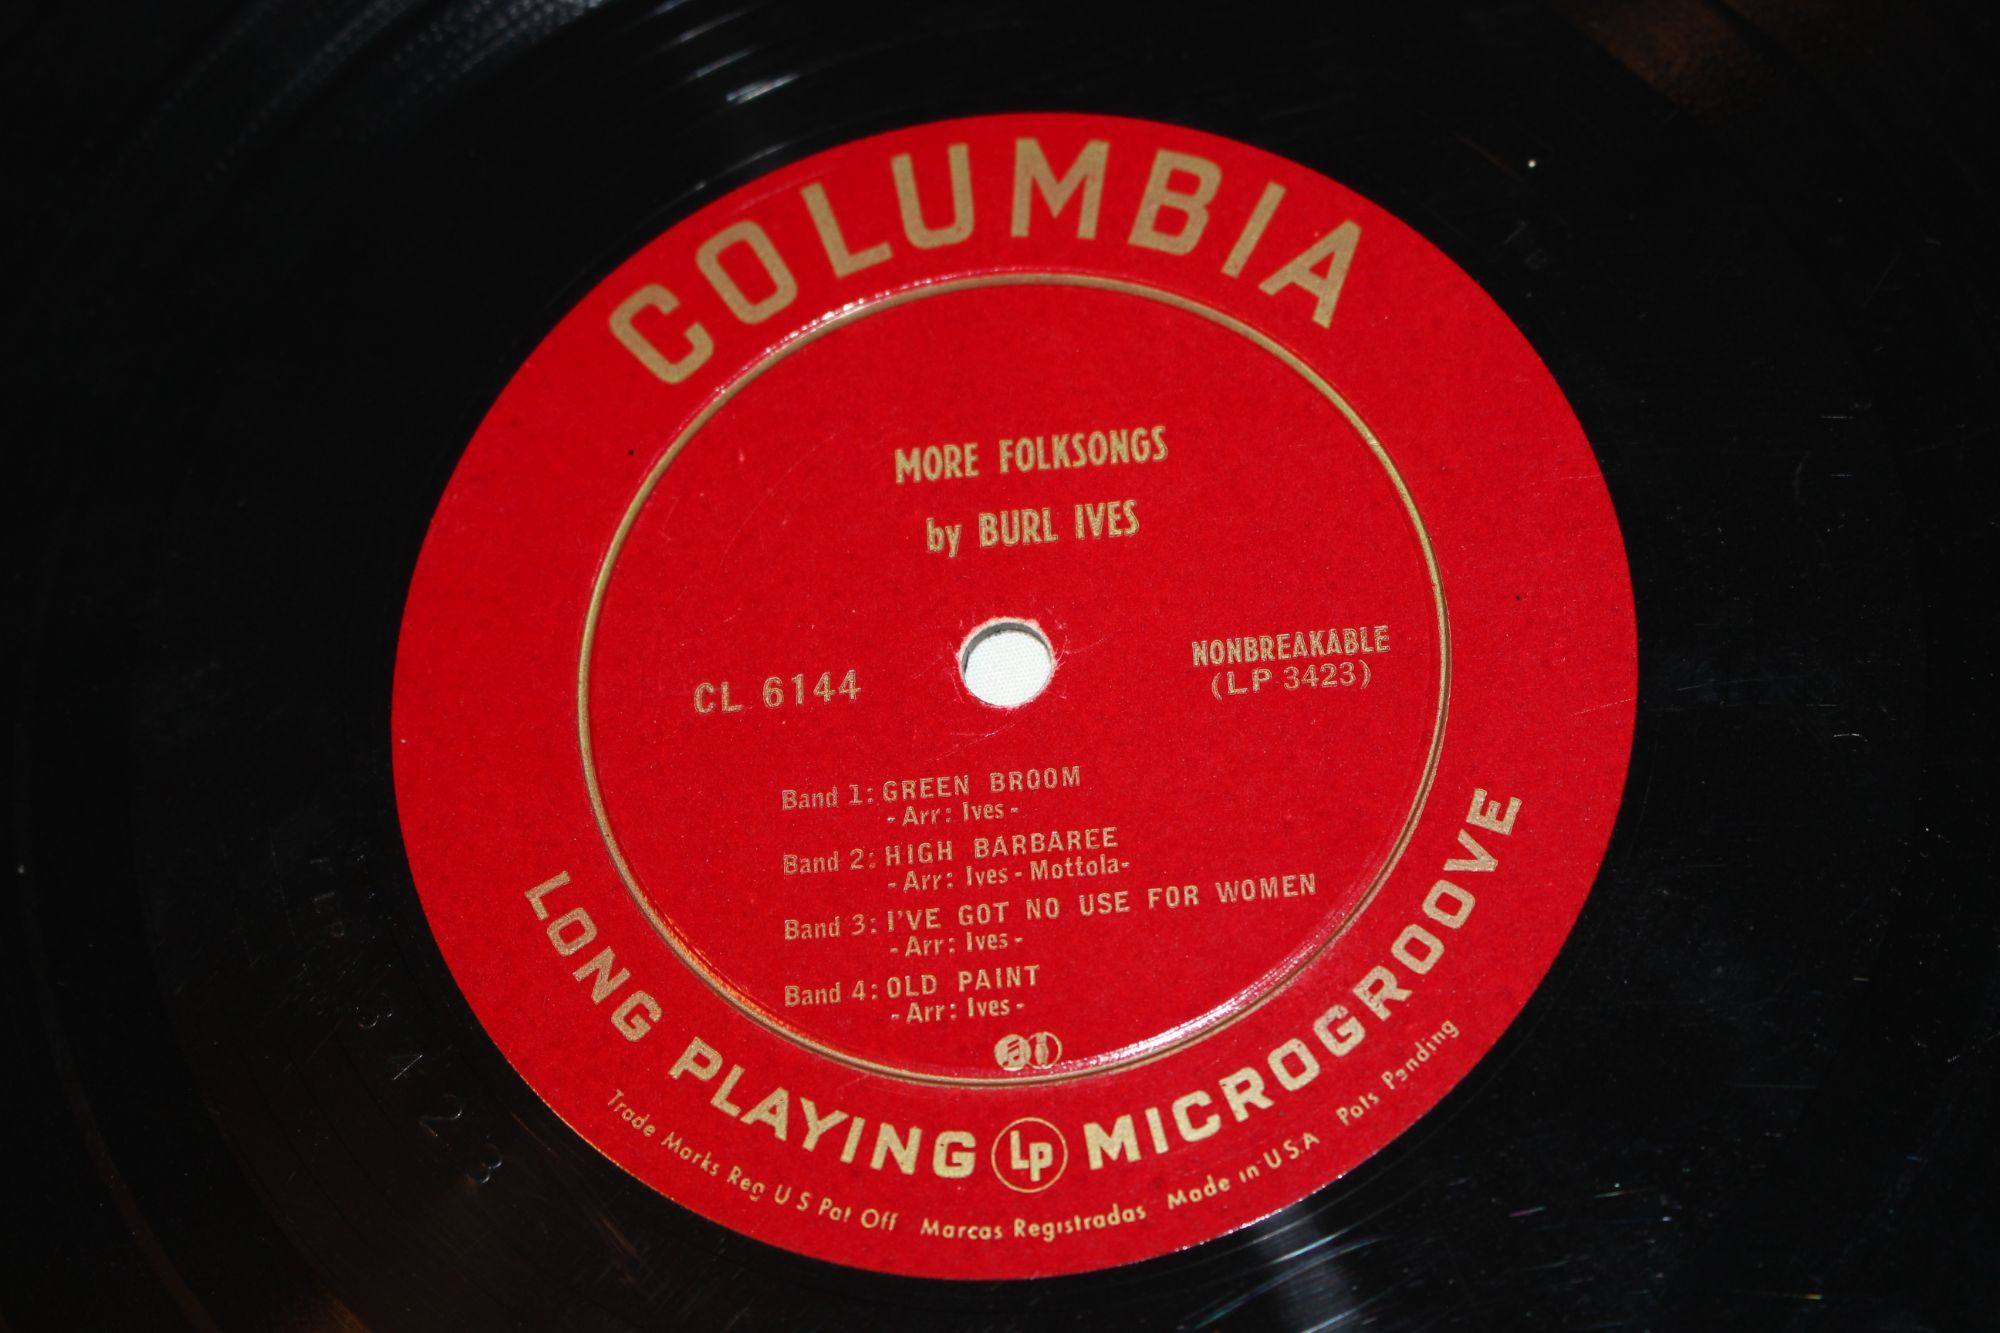 COLUMBIA
MORE FOLKSONGS
by BURL IVES
CL 6144
NONBREAKABLE
(LP 3423)
Band 1: GREEN BROOM
- Arr: Ives -
Band 2: HIGH BARBAREE
- Arr: Ives - Mottola-
Band 3: I'VE GOT NO USE FOR WOMEN
- Arr: Ives -
Band 4: OLD PAINT
- Arr: Ives -
LONG PLAYING LP MICROGROOVE
Trade Marks Reg U S Pat Off Marcas Registradas Made in U.S.A Pats Pending
LP 3423